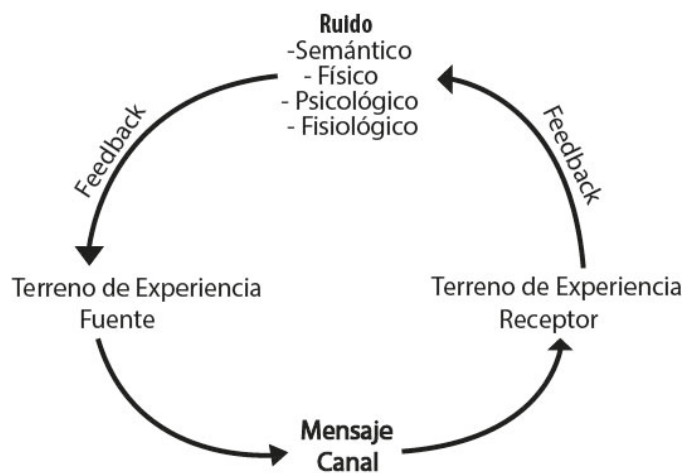 Ruido
-Semántico
- Físico
- Psicológico
- Fisiológico
Feedback
Feedback
Terreno de Experiencia
Fuente
Terreno de Experiencia
Receptor
Mensaje
Canal